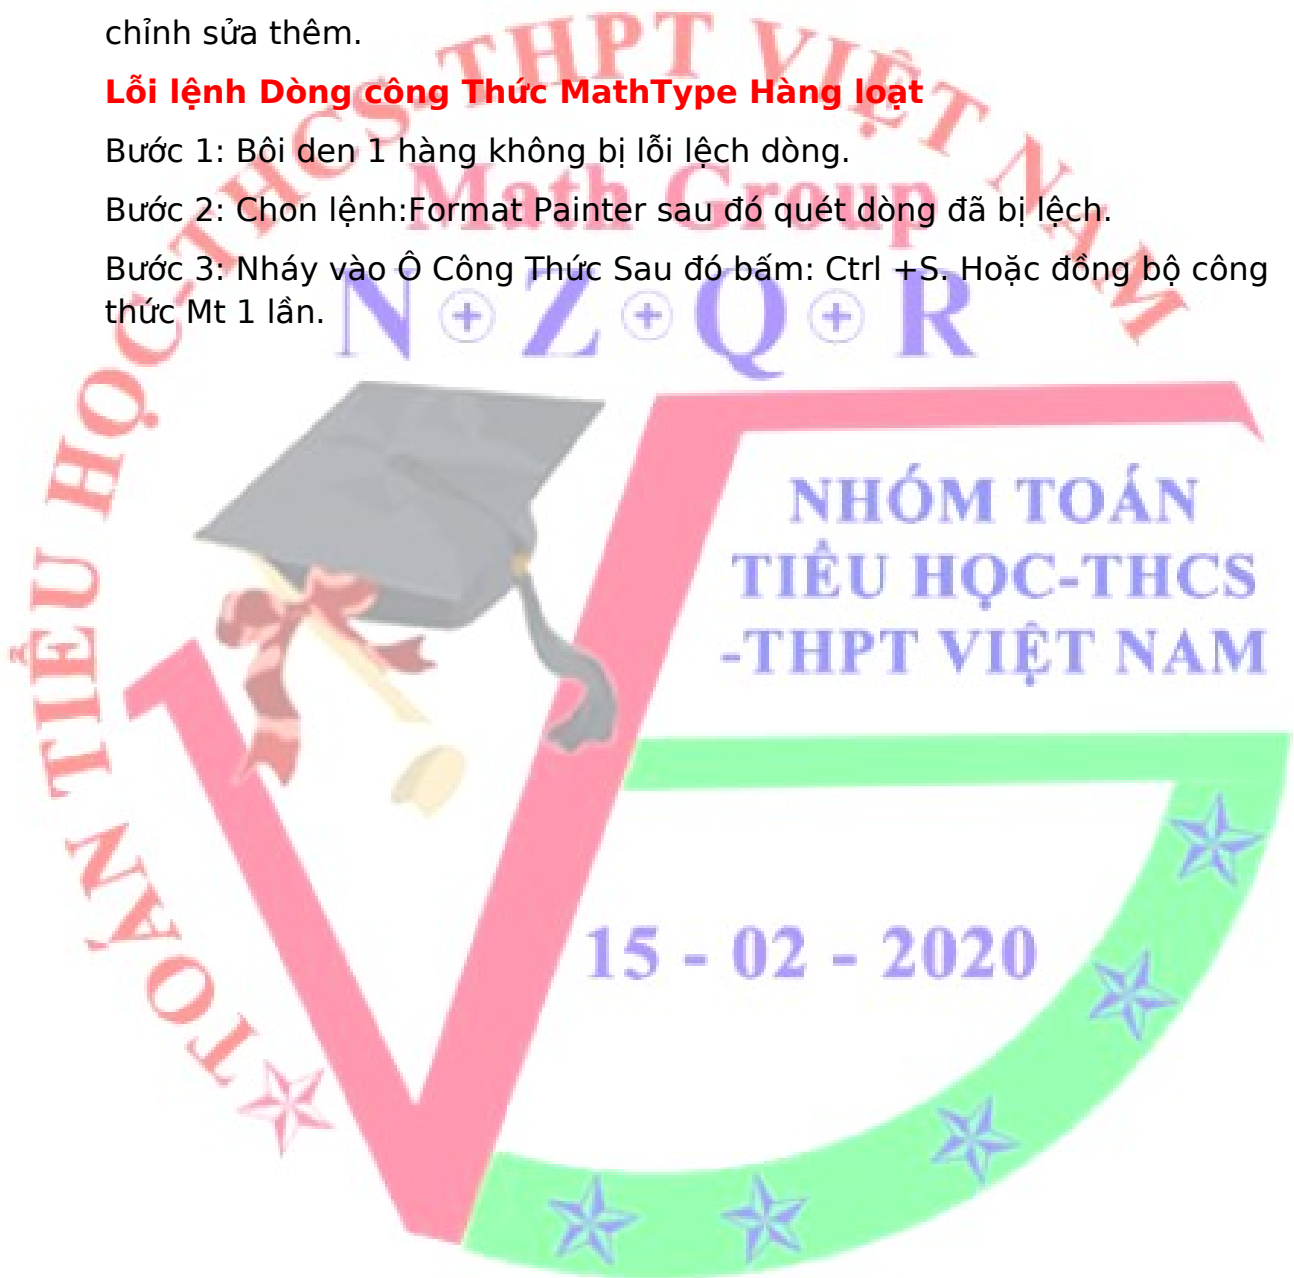 chỉnh sửa thêm.
Lỗi lệnh Dòng công Thức MathType Hàng loạt
Bước 1: Bôi den 1 hàng không bị lỗi lệch dòng.
Bước 2: Chon lệnh:Format Painter sau đó quét dòng đã bị lệch.
Bước 3: Nháy vào Ô Công Thức Sau đó bấm: Ctrl +S. Hoặc đồng bộ công
thức Mt 1 lần.
TOÁN TIỂU HỌC-THCS-THPT VIỆT NAM
Math Group
N + Z + Q + R
NHÓM TOÁN
TIÊU HỌC-THCS
-THPT VIỆT NAM
15 - 02 - 2020